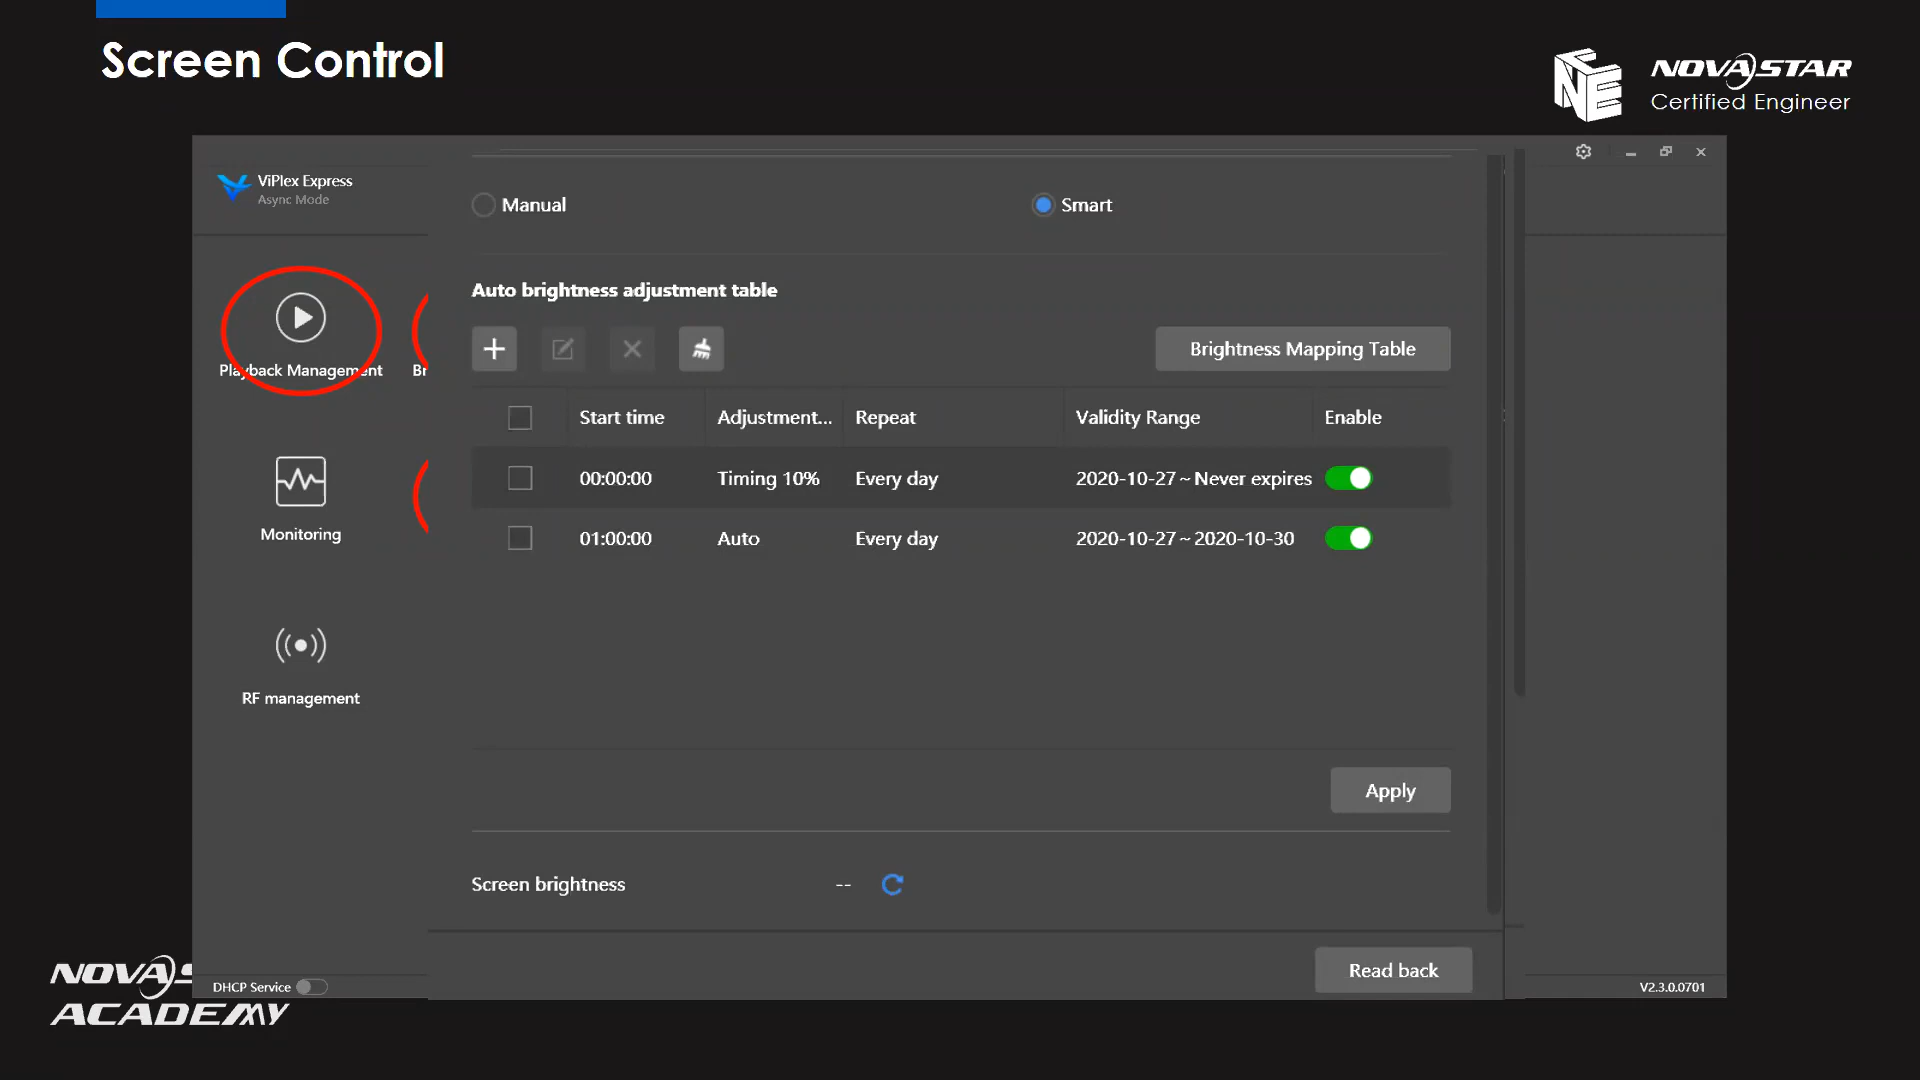 Screen Control
NOVASTAR
Certified Engineer
ViPlex Express
Async Mode
Manual
Smart
Auto brightness adjustment table
Brightness Mapping Table
Playback Management
Br
Start time
Adjustment...
Repeat
Validity Range
Enable
00:00:00
Timing 10%
Every day
2020-10-27~Never expires
01:00:00
Auto
Every day
2020-10-27~2020-10-30
Monitoring
RF management
Apply
Screen brightness
--
Read back
DHCP Service
V2.3.0.0701
NOVAS
ACADEMY